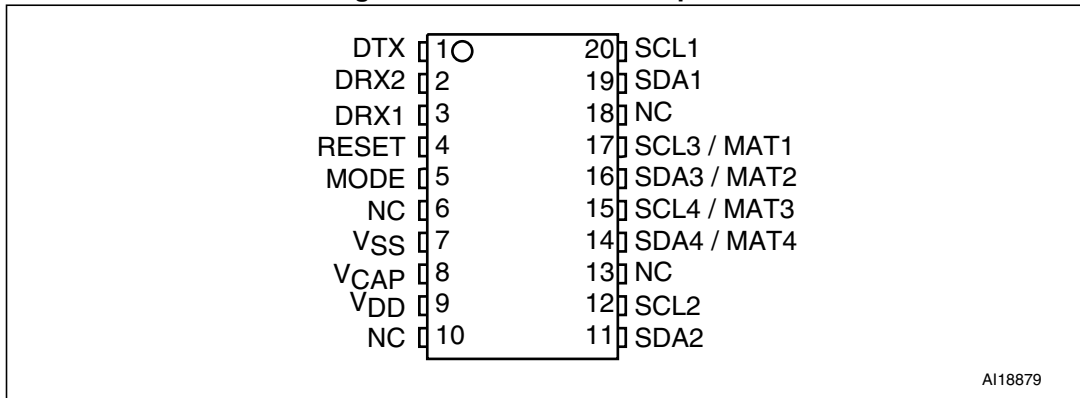 DTX 1 20 SCL1
DRX2 2 19 SDA1
DRX1 3 18 NC
RESET 4 17 SCL3 / MAT1
MODE 5 16 SDA3 / MAT2
NC 6 15 SCL4 / MAT3
VSS 7 14 SDA4 / MAT4
VCAP 8 13 NC
VDD 9 12 SCL2
NC 10 11 SDA2
AI18879